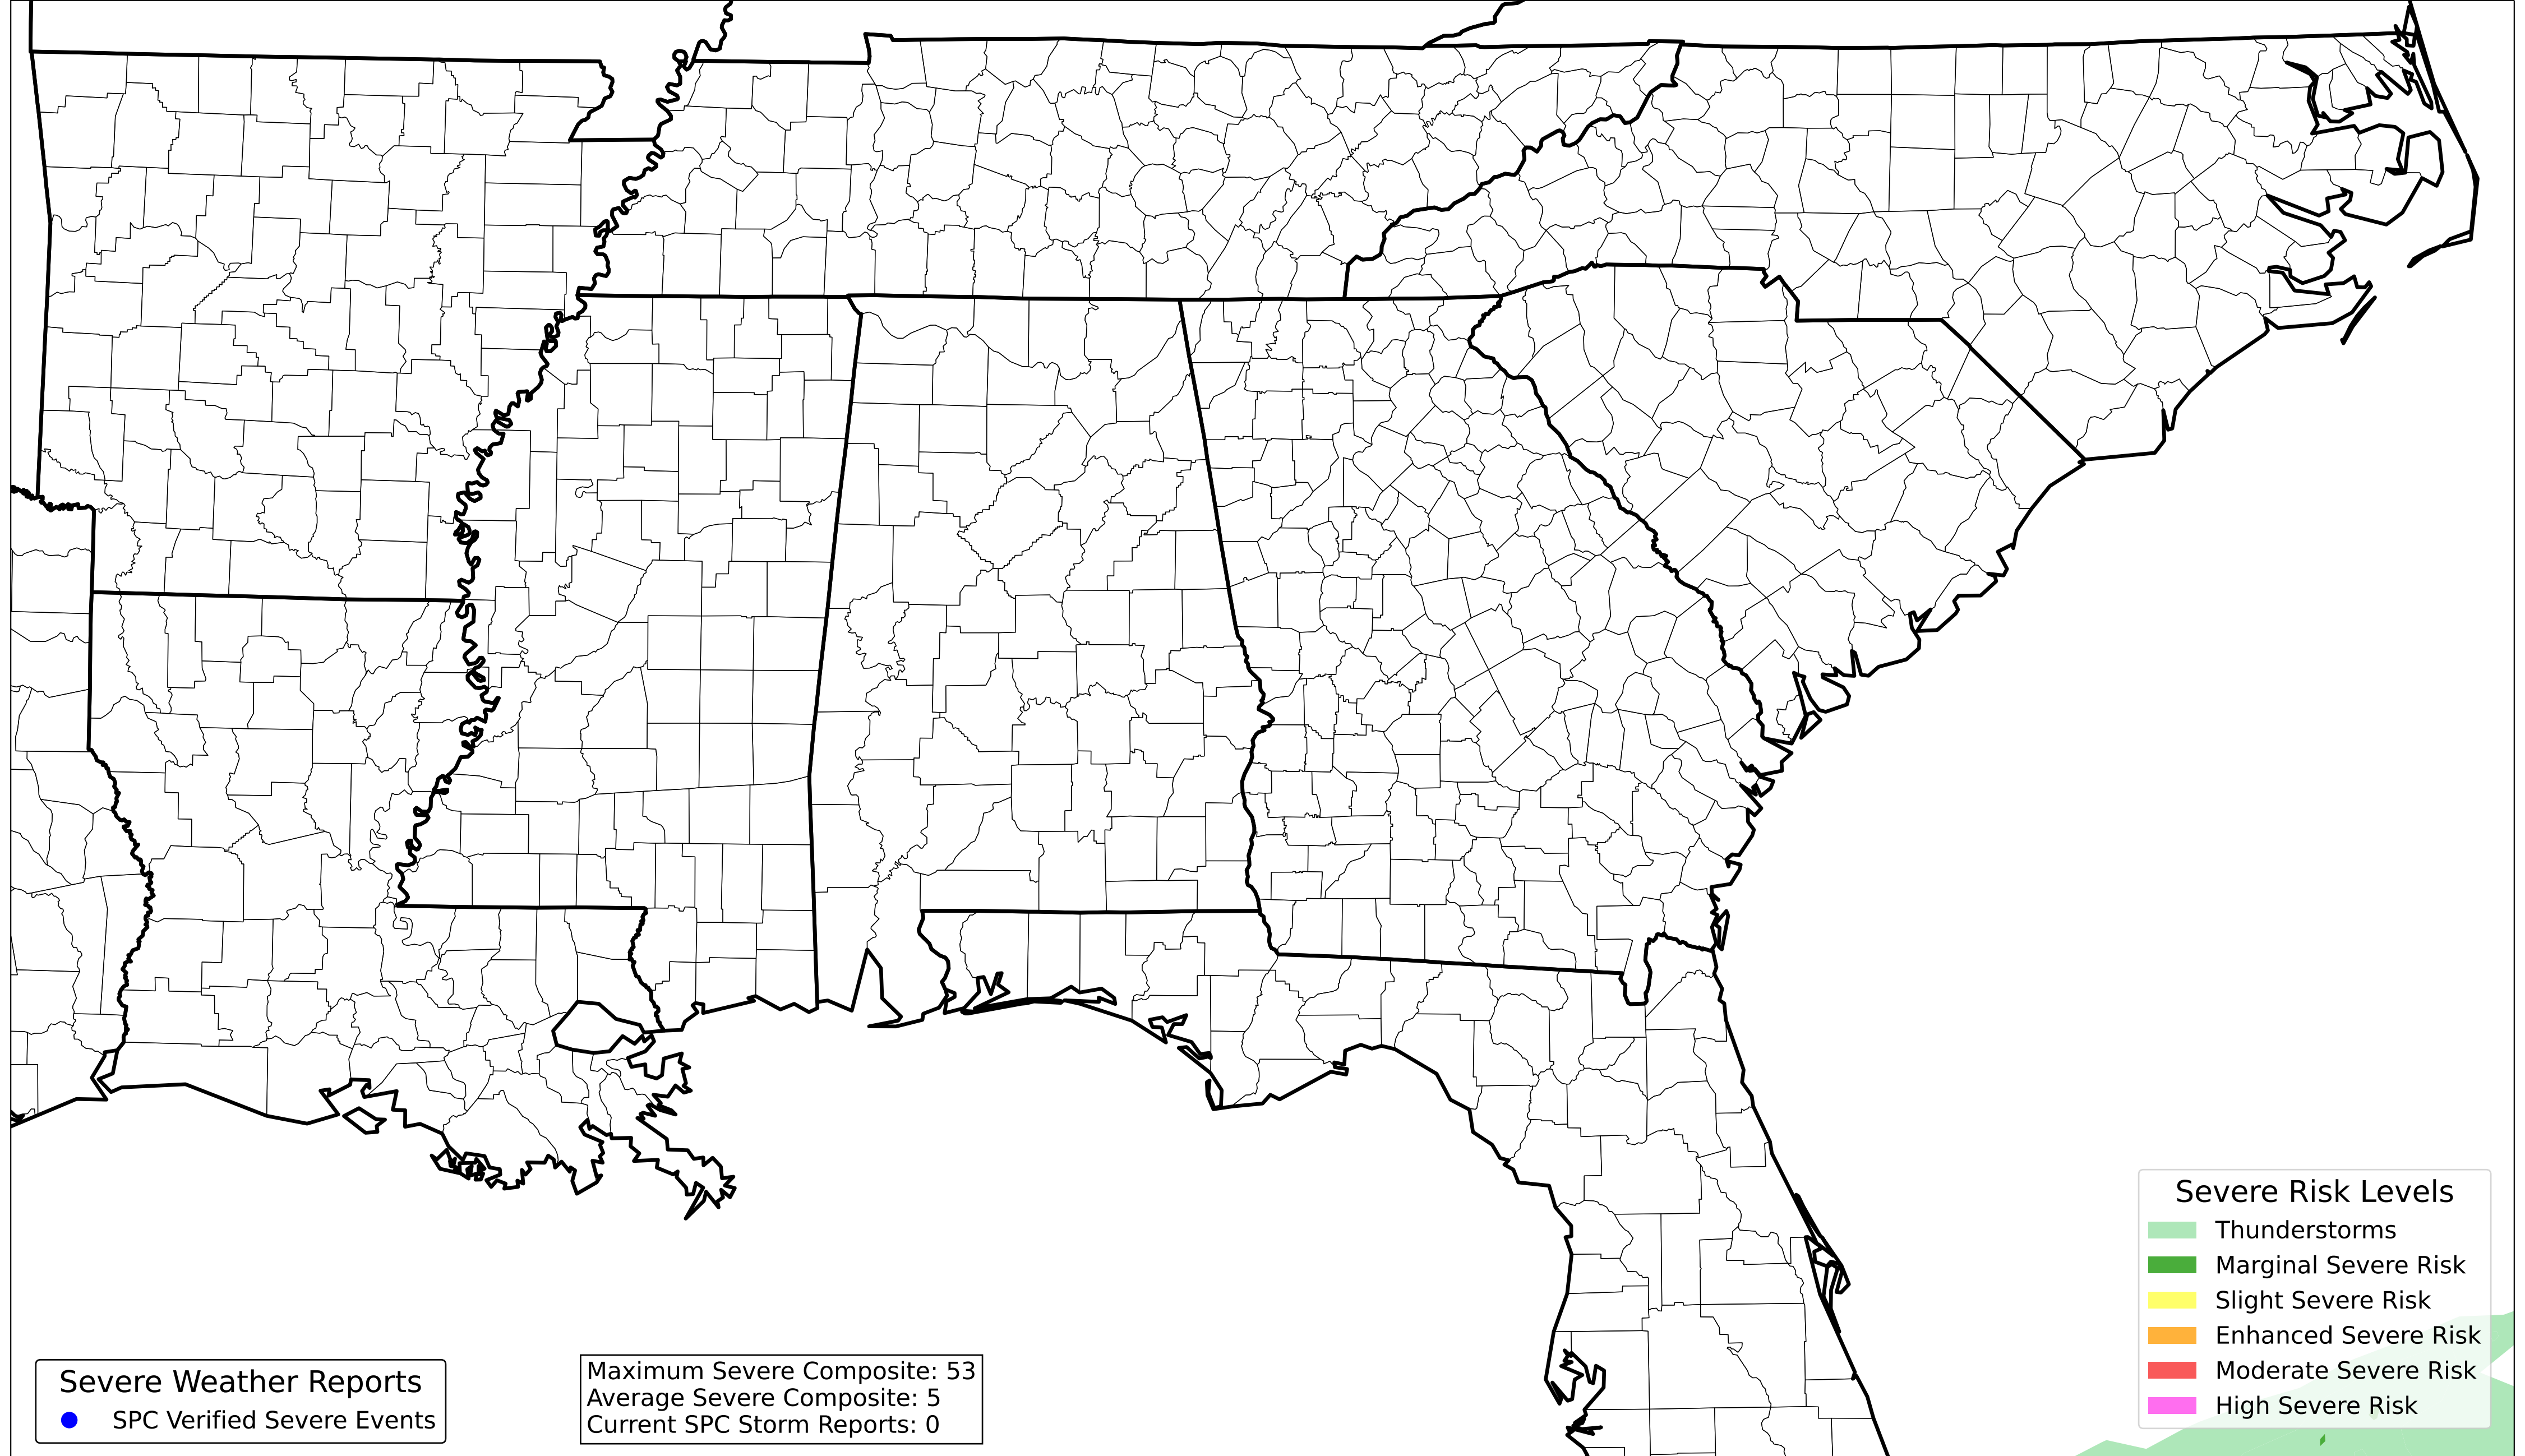 Severe Risk Levels
Thunderstorms
Marginal Severe Risk
Slight Severe Risk
Enhanced Severe Risk
Moderate Severe Risk
High Severe Risk
Severe Weather Reports
SPC Verified Severe Events
Maximum Severe Composite: 53
Average Severe Composite: 5
Current SPC Storm Reports: 0